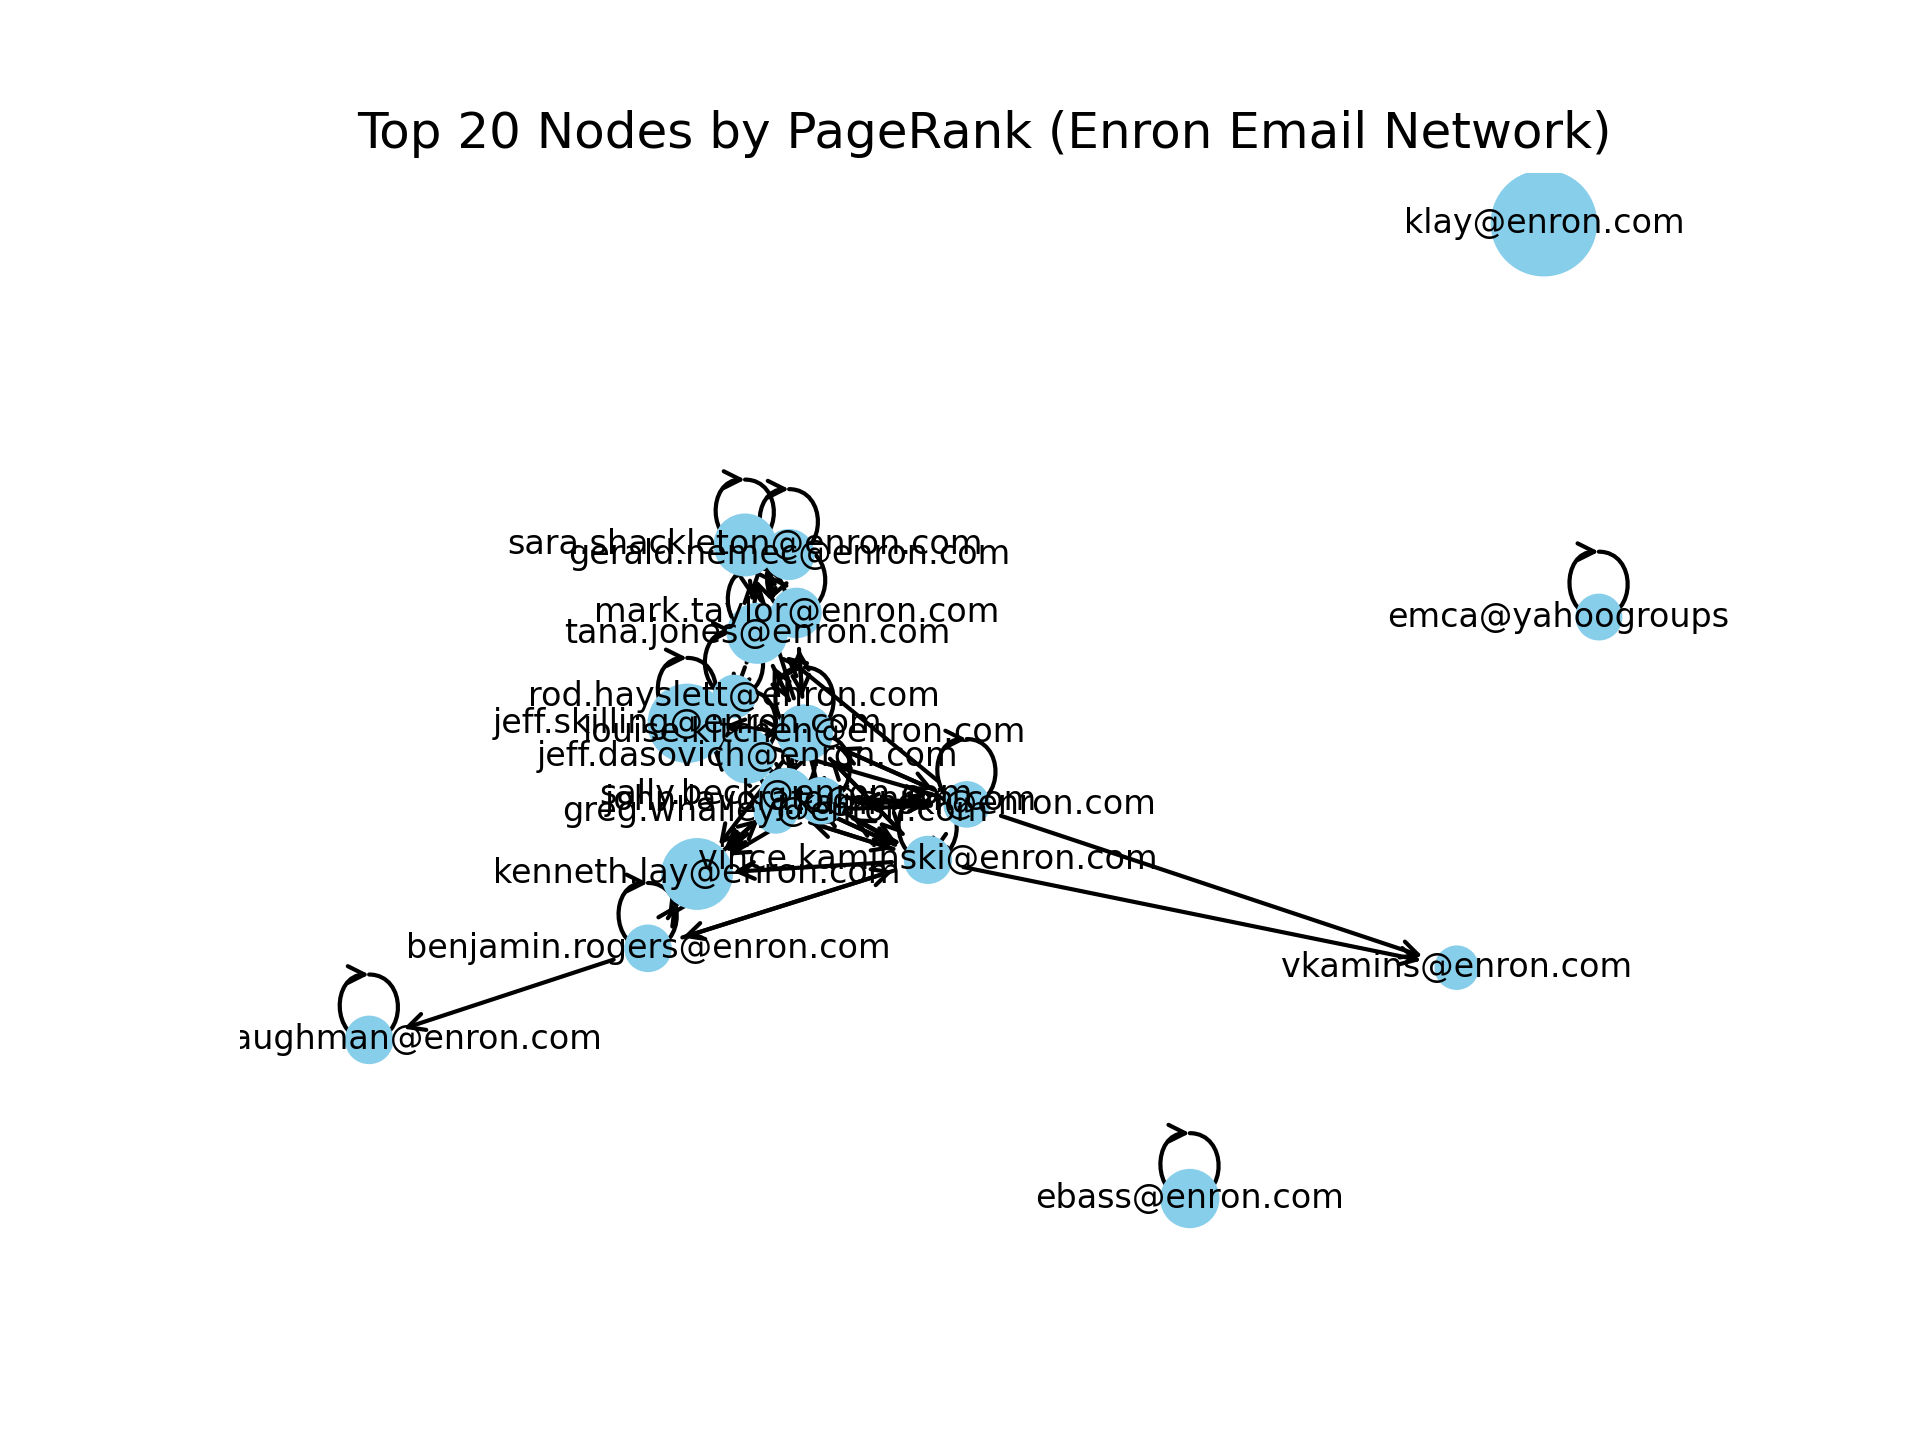 Top 20 Nodes by PageRank (Enron Email Network)
klay@enron.com
sara.shackleton@enron.com
gerald.nemec@enron.com
mark.taylor@enron.com
emca@yahoogroups
tana.jones@enron.com
rod.hayslett@enron.com
jeff.skilling@enron.com
louise.kitchen@enron.com
jeff.dasovich@enron.com
sally.beck@enron.com
@enron.com
greg.whalley@enron.com
vince.kaminski@enron.com
kenneth.lay@enron.com
benjamin.rogers@enron.com
vkamins@enron.com
aughman@enron.com
ebass@enron.com